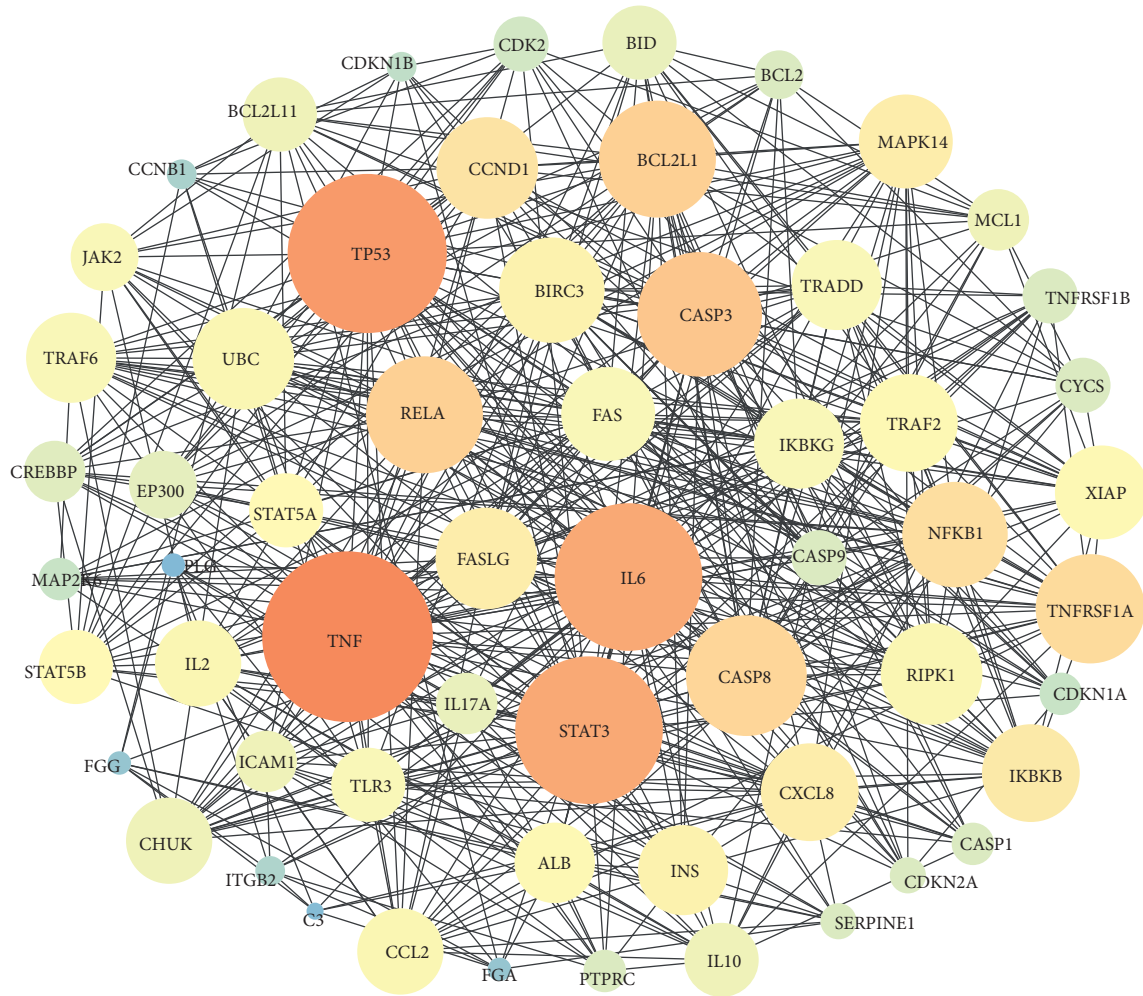 CDK2
BID
CDKN1B
BCL2
BCL2L11
MAPK14
CCND1
BCL2L1
CCNB1
MCL1
TP53
JAK2
BIRC3
TRADD
TNFRSF1B
CASP3
TRAF6
UBC
CYCS
RELA
FAS
TRAF2
IKBKG
CREBBP
EP300
XIAP
STAT5A
NFKB1
FASLG
CASP9
PLG
MAP2K6
IL6
TNFRSF1A
TNF
IL2
STAT5B
CASP8
RIPK1
IL17A
CDKN1A
STAT3
FGG
ICAM1
TLR3
CXCL8
IKBKB
CHUK
CASP1
ALB
INS
ITGB2
CDKN2A
C3
SERPINE1
CCL2
IL10
FGA
PTPRC